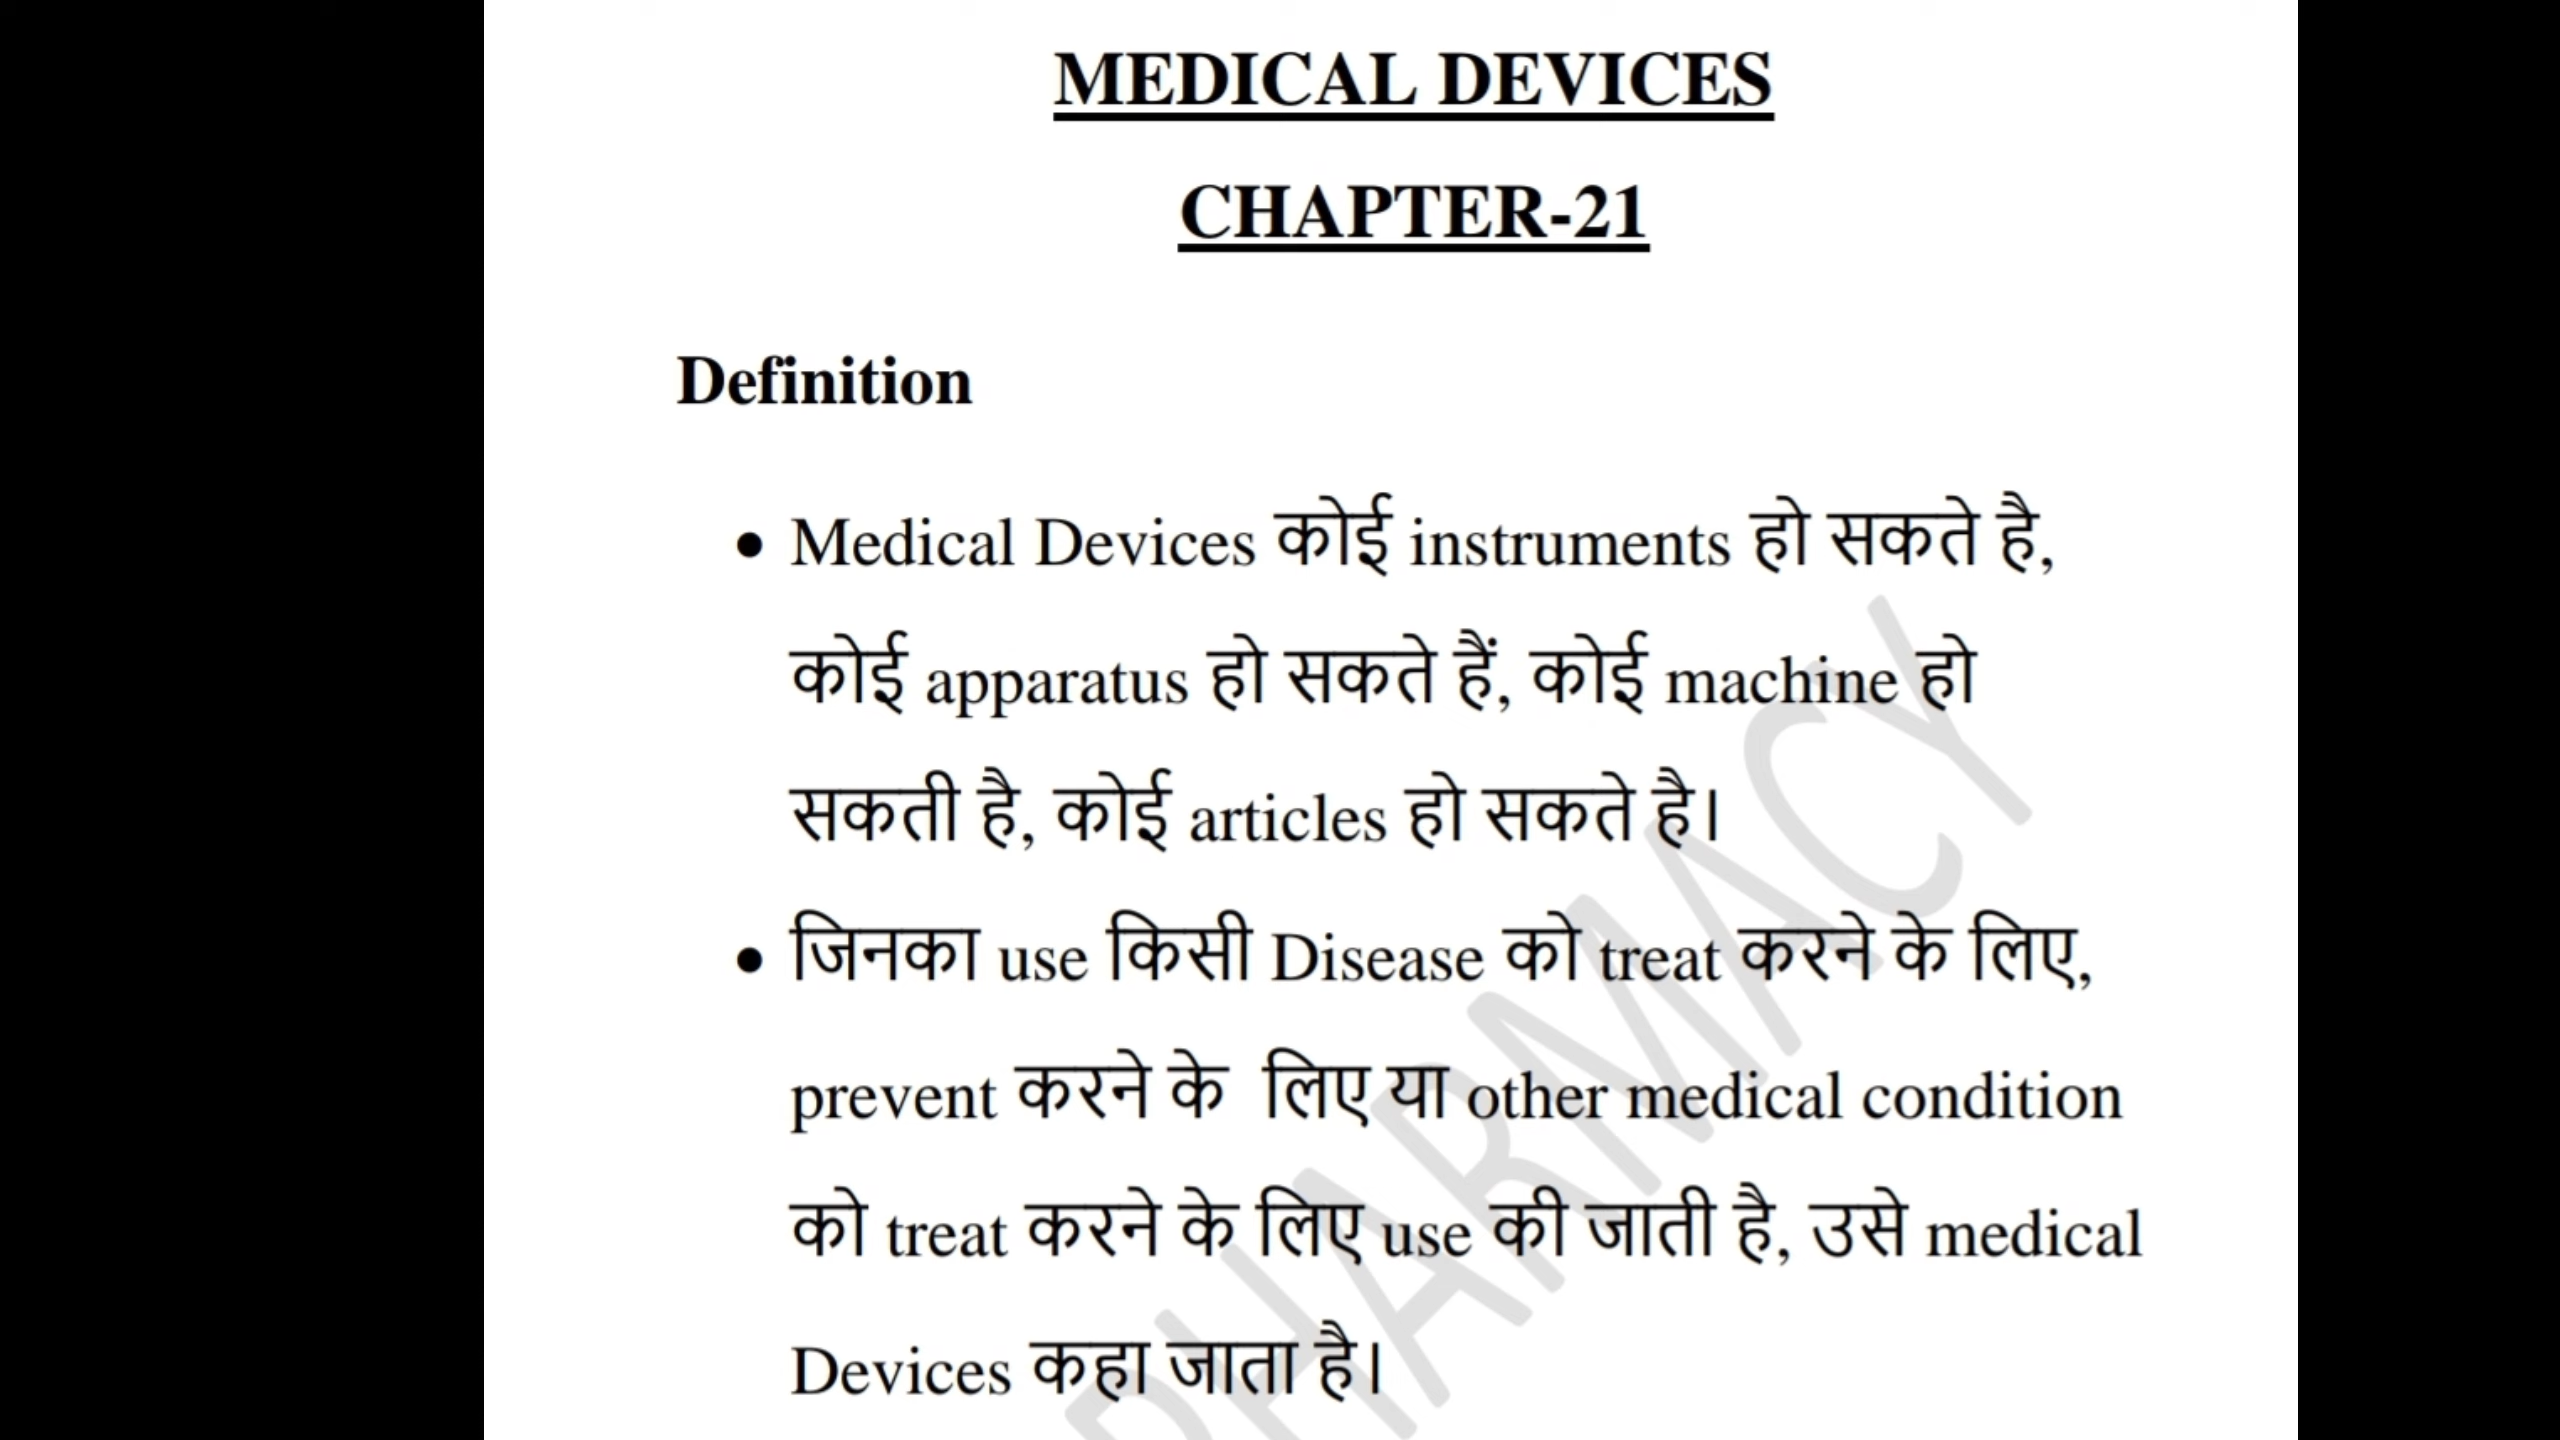 MEDICAL DEVICES
CHAPTER-21
Definition
• Medical Devices कोई instruments हो सकते है,
कोई apparatus हो सकते हैं, कोई machine हो
सकती है, कोई articles हो सकते है।
• जिनका use किसी Disease को treat करने के लिए,
prevent करने के लिए या other medical condition
को treat करने के लिए use की जाती है, उसे medical
Devices कहा जाता है।
PHARMACY